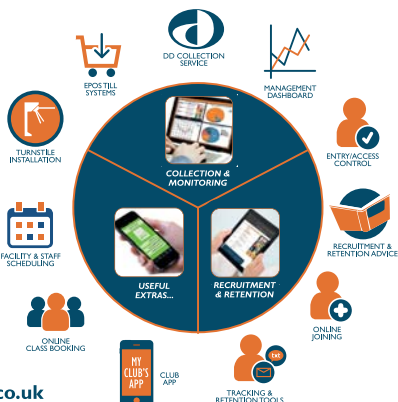 DD COLLECTION
SERVICE
EPOS TILL
SYSTEMS
MANAGEMENT
DASHBOARD
TURNSTILE
INSTALLATION
COLLECTION &
MONITORING
ENTRY/ACCESS
CONTROL
FACILITY & STAFF
SCHEDULING
USEFUL
EXTRAS...
RECRUITMENT
& RETENTION
RECRUITMENT &
RETENTION ADVICE
ONLINE
CLASS BOOKING
ONLINE
JOINING
MY
CLUB'S
APP
CLUB
APP
txt
TRACKING &
RETENTION TOOLS
co.uk